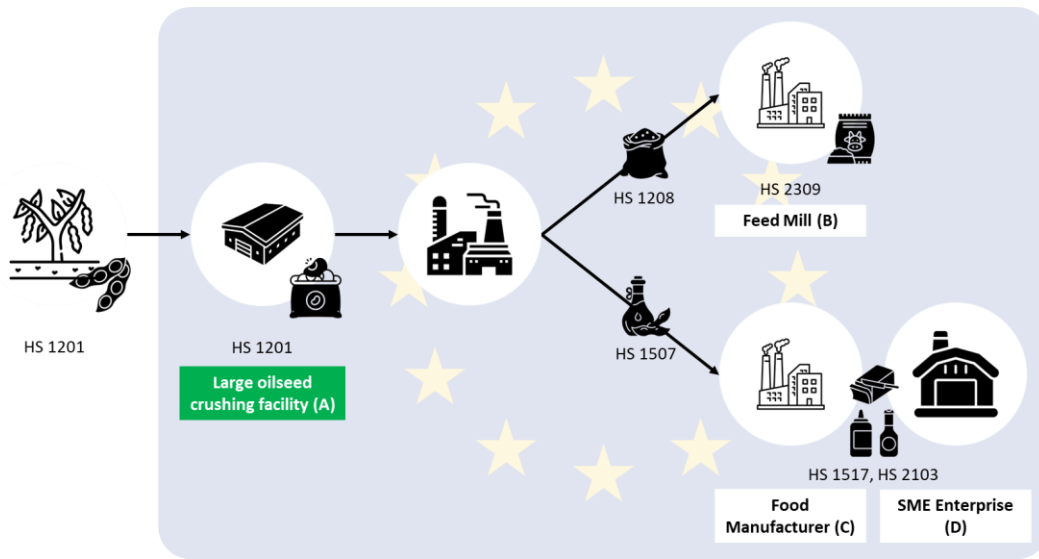 HS 1201
HS 1201
Large oilseed
crushing facility (A)
HS 1208
HS 2309
Feed Mill (B)
HS 1507
HS 1517, HS 2103
Food
Manufacturer (C)
SME Enterprise
(D)